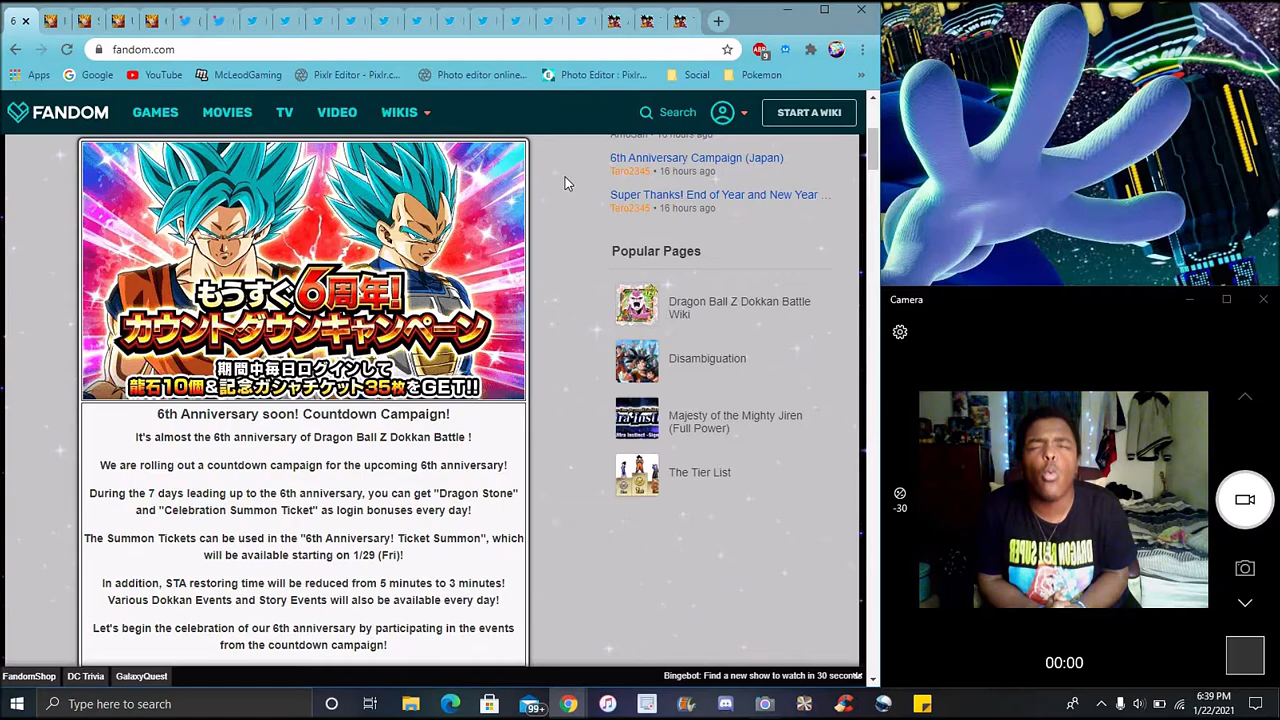 6
fandom.com
ABP
9
Apps
Google
YouTube
McLeodGaming
Pixlr Editor - Pixlr.c...
Photo editor online...
Photo Editor : Pixlr...
Social
Pokemon
»
FANDOM
GAMES
MOVIES
TV
VIDEO
WIKIS
Search
START A WIKI
もうすぐ6周年!
カウントダウンキャンペーン
期間中毎日ログインして
龍石10個&記念ガシャチケット35枚をGET!!
6th Anniversary soon! Countdown Campaign!
It's almost the 6th anniversary of Dragon Ball Z Dokkan Battle !
We are rolling out a countdown campaign for the upcoming 6th anniversary!
During the 7 days leading up to the 6th anniversary, you can get "Dragon Stone"
and "Celebration Summon Ticket" as login bonuses every day!
The Summon Tickets can be used in the "6th Anniversary! Ticket Summon", which
will be available starting on 1/29 (Fri)!
In addition, STA restoring time will be reduced from 5 minutes to 3 minutes!
Various Dokkan Events and Story Events will also be available every day!
Let's begin the celebration of our 6th anniversary by participating in the events
from the countdown campaign!
6th Anniversary Campaign (Japan)
Taro2345 • 16 hours ago
Super Thanks! End of Year and New Year ...
Taro2345 • 16 hours ago
Popular Pages
Dragon Ball Z Dokkan Battle
Wiki
Disambiguation
Majesty of the Mighty Jiren
(Full Power)
The Tier List
FandomShop
DC Trivia
GalaxyQuest
Bingebot: Find a new show to watch in 30 seconds
Camera
-30
DRAGON BALL SUPER
00:00
Type here to search
99+
6:39 PM
1/22/2021